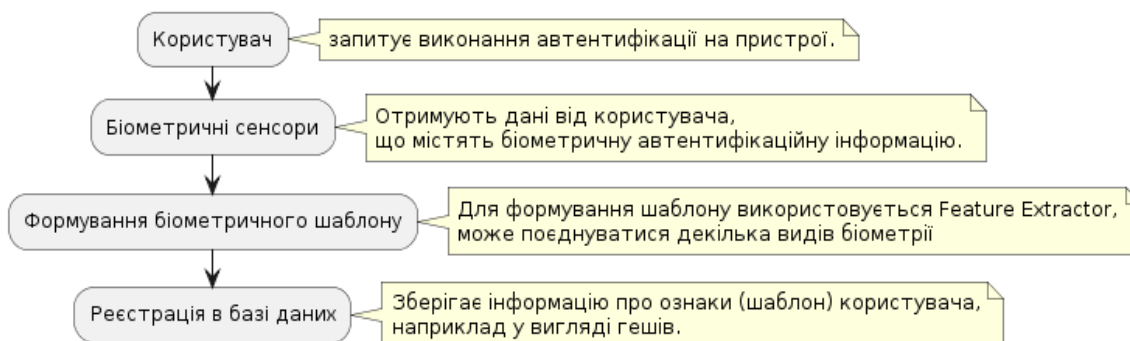 Користувач
запитує виконання автентифікації на пристрої.
Біометричні сенсори
Отримують дані від користувача,
що містять біометричну автентифікаційну інформацію.
Формування біометричного шаблону
Для формування шаблону використовується Feature Extractor,
може поєднуватися декілька видів біометрії
Реєстрація в базі даних
Зберігає інформацію про ознаки (шаблон) користувача,
наприклад у вигляді гешів.